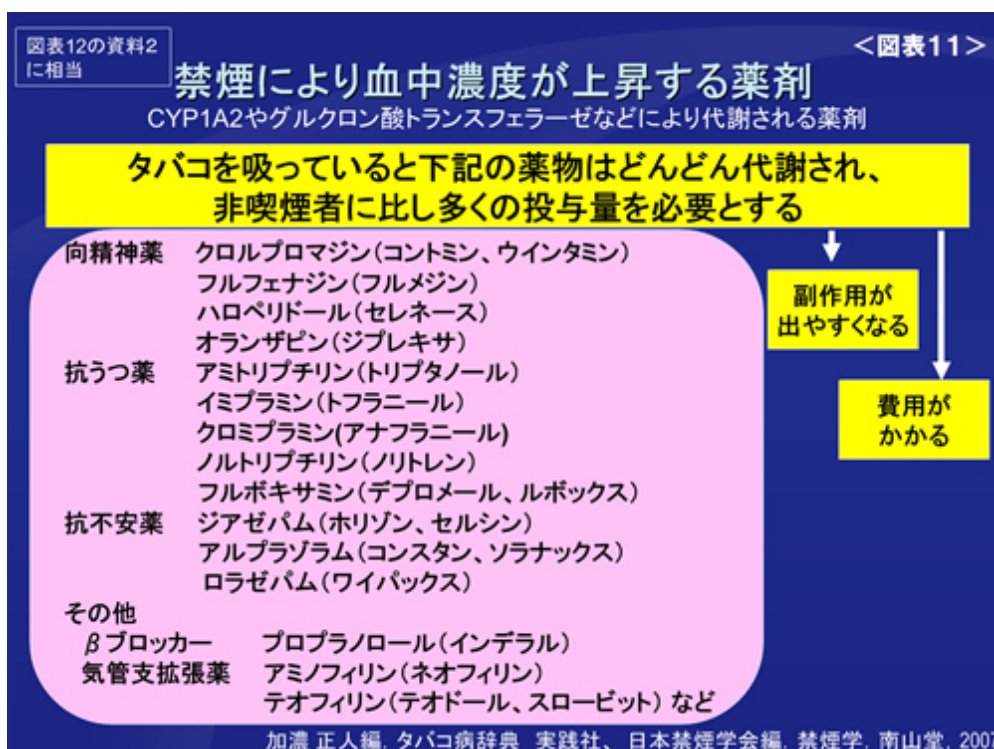 図表12の資料2
に相当
＜図表11＞
禁煙により血中濃度が上昇する薬剤
CYP1A2やグルクロン酸トランスフェラーゼなどにより代謝される薬剤
タバコを吸っていると下記の薬物はどんどん代謝され、
非喫煙者に比し多くの投与量を必要とする
向精神薬 クロルプロマジン（コントミン、ウインタミン）
フルフェナジン（フルメジン）
ハロペリドール（セレネース）
オランザピン（ジプレキサ）
抗うつ薬 アミトリプチリン（トリプタノール）
イミプラミン（トフラニール）
クロミプラミン(アナフラニール)
ノルトリプチリン（ノリトレン）
フルボキサミン（デプロメール、ルボックス）
抗不安薬 ジアゼパム（ホリゾン、セルシン）
アルプラゾラム（コンスタン、ソラナックス）
ロラゼパム（ワイパックス）
その他
βブロッカー プロプラノロール（インデラル）
気管支拡張薬 アミノフィリン（ネオフィリン）
テオフィリン（テオドール、スロービット）など
副作用が
出やすくなる
費用が
かかる
加濃 正人編, タバコ病辞典 実践社、 日本禁煙学会編, 禁煙学, 南山堂, 2007